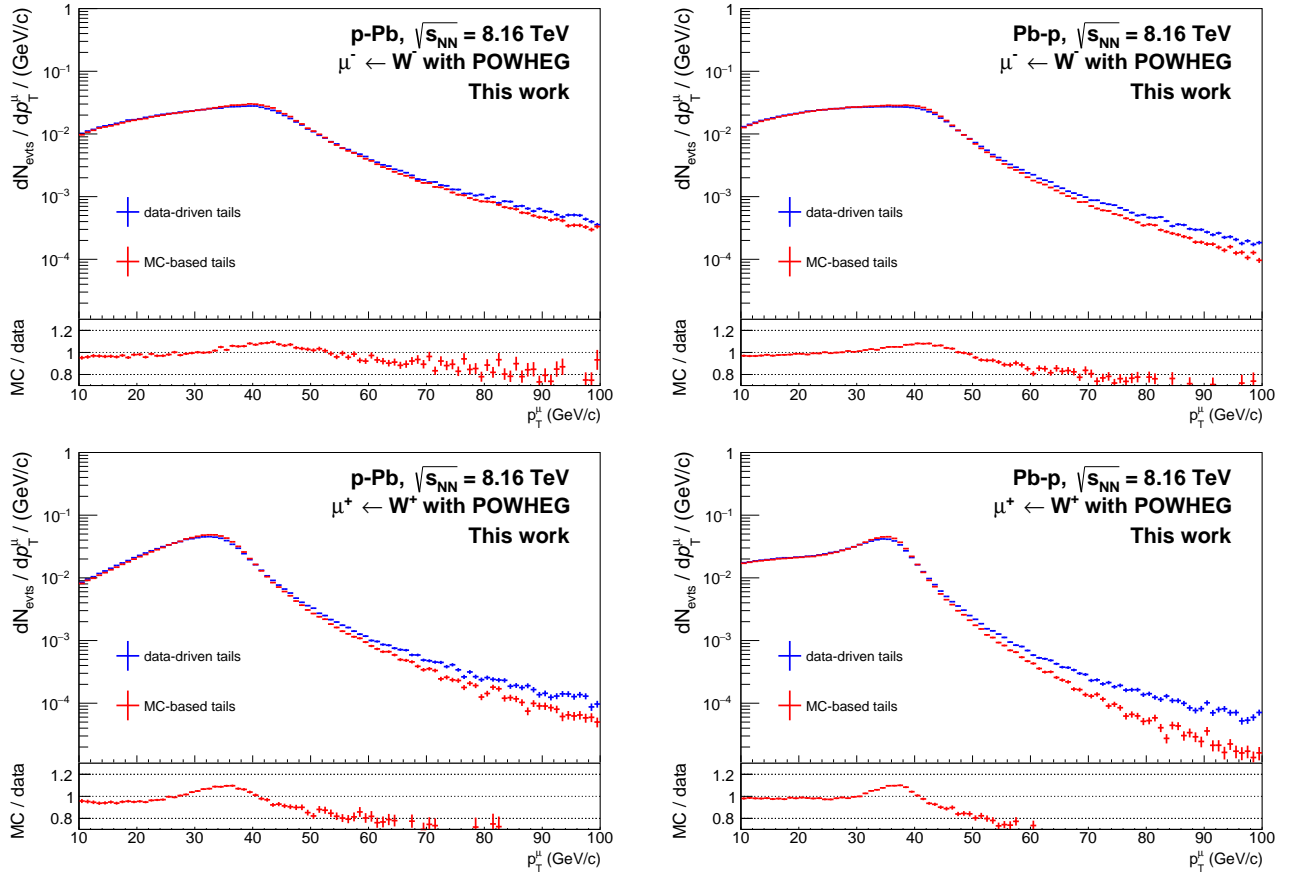 p-Pb, √s_NN = 8.16 TeV
μ⁻ ← W⁻ with POWHEG
This work
dN_evts / dp_T^μ / (GeV/c)
1
10⁻¹
10⁻²
10⁻³
10⁻⁴
data-driven tails
MC-based tails
MC / data
1.2
1
0.8
10 20 30 40 50 60 70 80 90 100
p_T^μ (GeV/c)
Pb-p, √s_NN = 8.16 TeV
μ⁻ ← W⁻ with POWHEG
This work
dN_evts / dp_T^μ / (GeV/c)
1
10⁻¹
10⁻²
10⁻³
10⁻⁴
data-driven tails
MC-based tails
MC / data
1.2
1
0.8
10 20 30 40 50 60 70 80 90 100
p_T^μ (GeV/c)
p-Pb, √s_NN = 8.16 TeV
μ⁺ ← W⁺ with POWHEG
This work
dN_evts / dp_T^μ / (GeV/c)
1
10⁻¹
10⁻²
10⁻³
10⁻⁴
data-driven tails
MC-based tails
MC / data
1.2
1
0.8
10 20 30 40 50 60 70 80 90 100
p_T^μ (GeV/c)
Pb-p, √s_NN = 8.16 TeV
μ⁺ ← W⁺ with POWHEG
This work
dN_evts / dp_T^μ / (GeV/c)
1
10⁻¹
10⁻²
10⁻³
10⁻⁴
data-driven tails
MC-based tails
MC / data
1.2
1
0.8
10 20 30 40 50 60 70 80 90 100
p_T^μ (GeV/c)